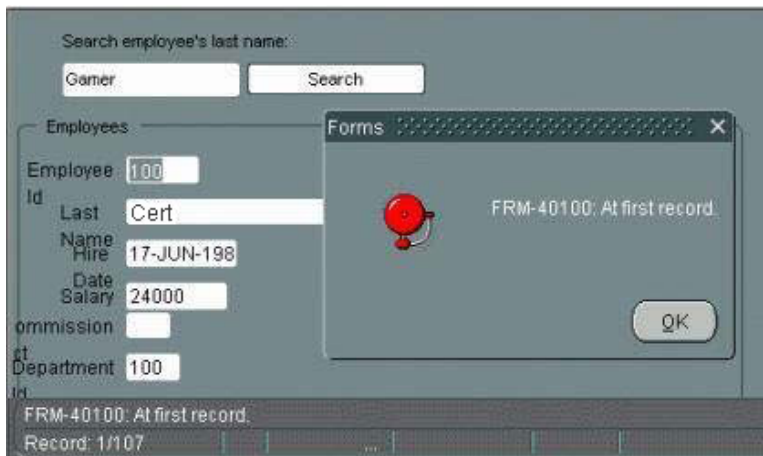 Search employee's last name:
Gamer
Search
Employees
Employee Id
100
Last Name
Cert
Hire Date
17-JUN-198
Salary
24000
ommission
ct
Department Id
100
Forms
FRM-40100: At first record.
OK
FRM-40100: At first record.
Record: 1/107
...